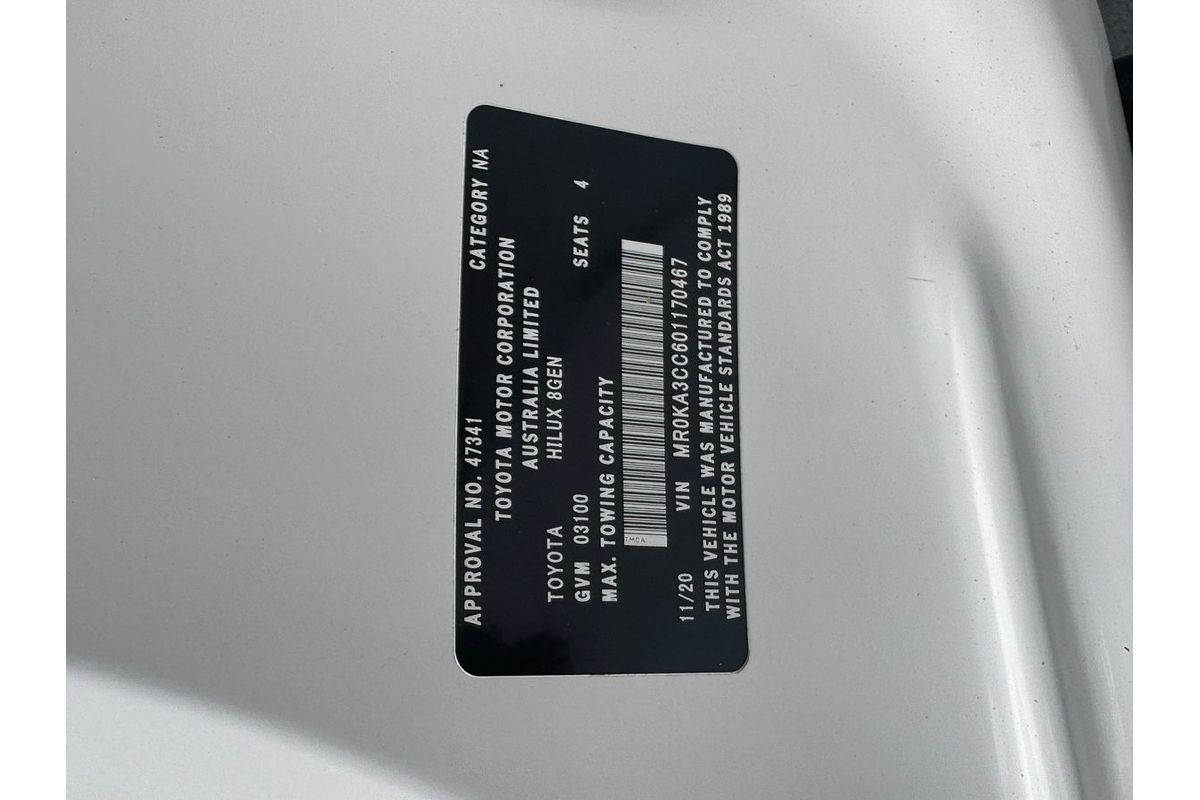 APPROVAL NO. 47341 CATEGORY NA
TOYOTA MOTOR CORPORATION
AUSTRALIA LIMITED
TOYOTA HILUX 8GEN
GVM 03100 SEATS 4
MAX. TOWING CAPACITY
TMCA
11/20 VIN MR0KA3CC601170467
THIS VEHICLE WAS MANUFACTURED TO COMPLY
WITH THE MOTOR VEHICLE STANDARDS ACT 1989